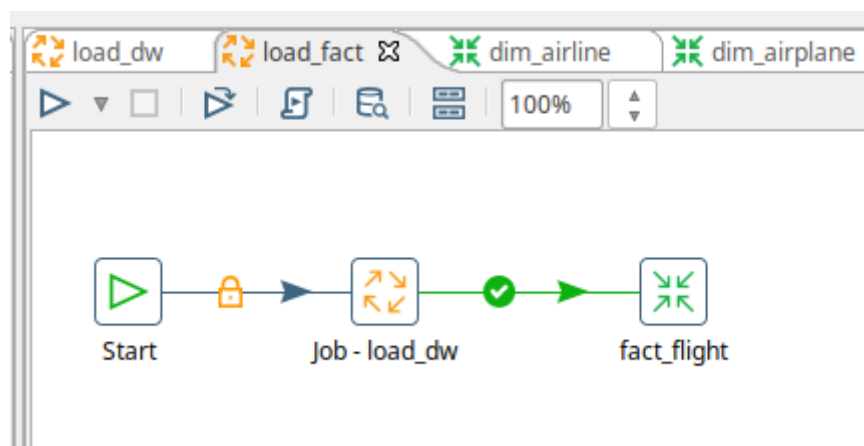 load_dw load_fact dim_airline dim_airplane
100%
Start Job - load_dw fact_flight